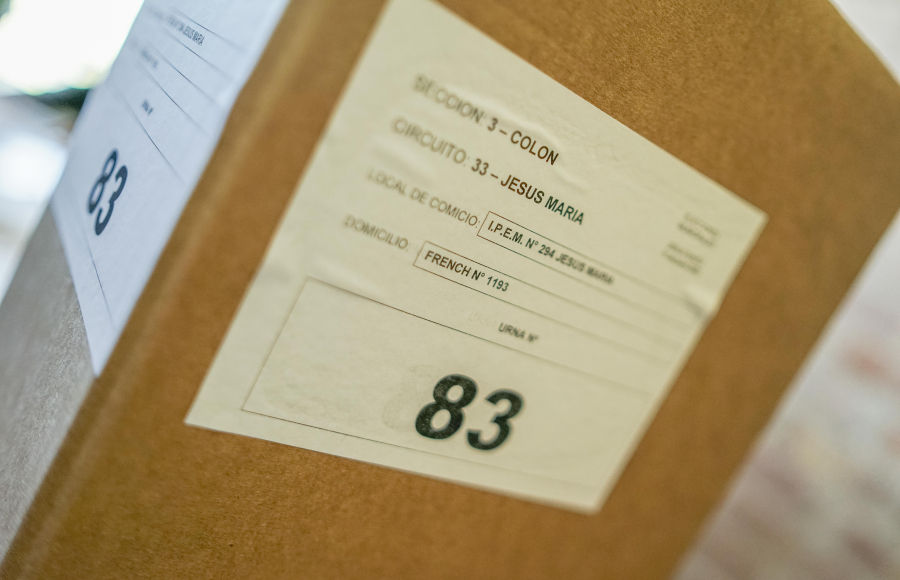 SECCION: 3 – COLON
CIRCUITO: 33 – JESUS MARIA
LOCAL DE COMICIO: I.P.E.M. N° 294 JESUS MARIA
DOMICILIO: FRENCH N° 1193
URNA N°
83
83